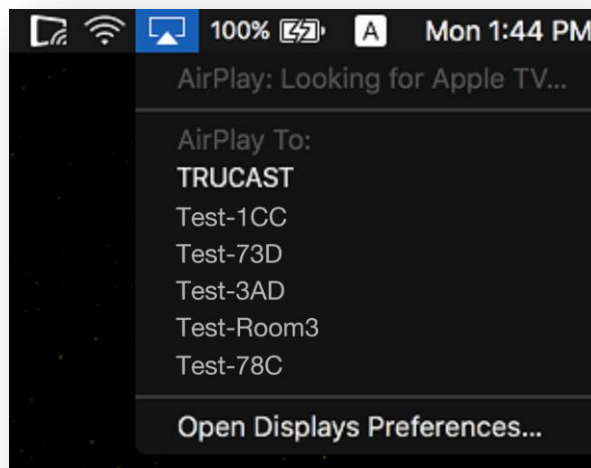 100% A Mon 1:44 PM
AirPlay: Looking for Apple TV...
AirPlay To:
TRUCAST
Test-1CC
Test-73D
Test-3AD
Test-Room3
Test-78C
Open Displays Preferences...